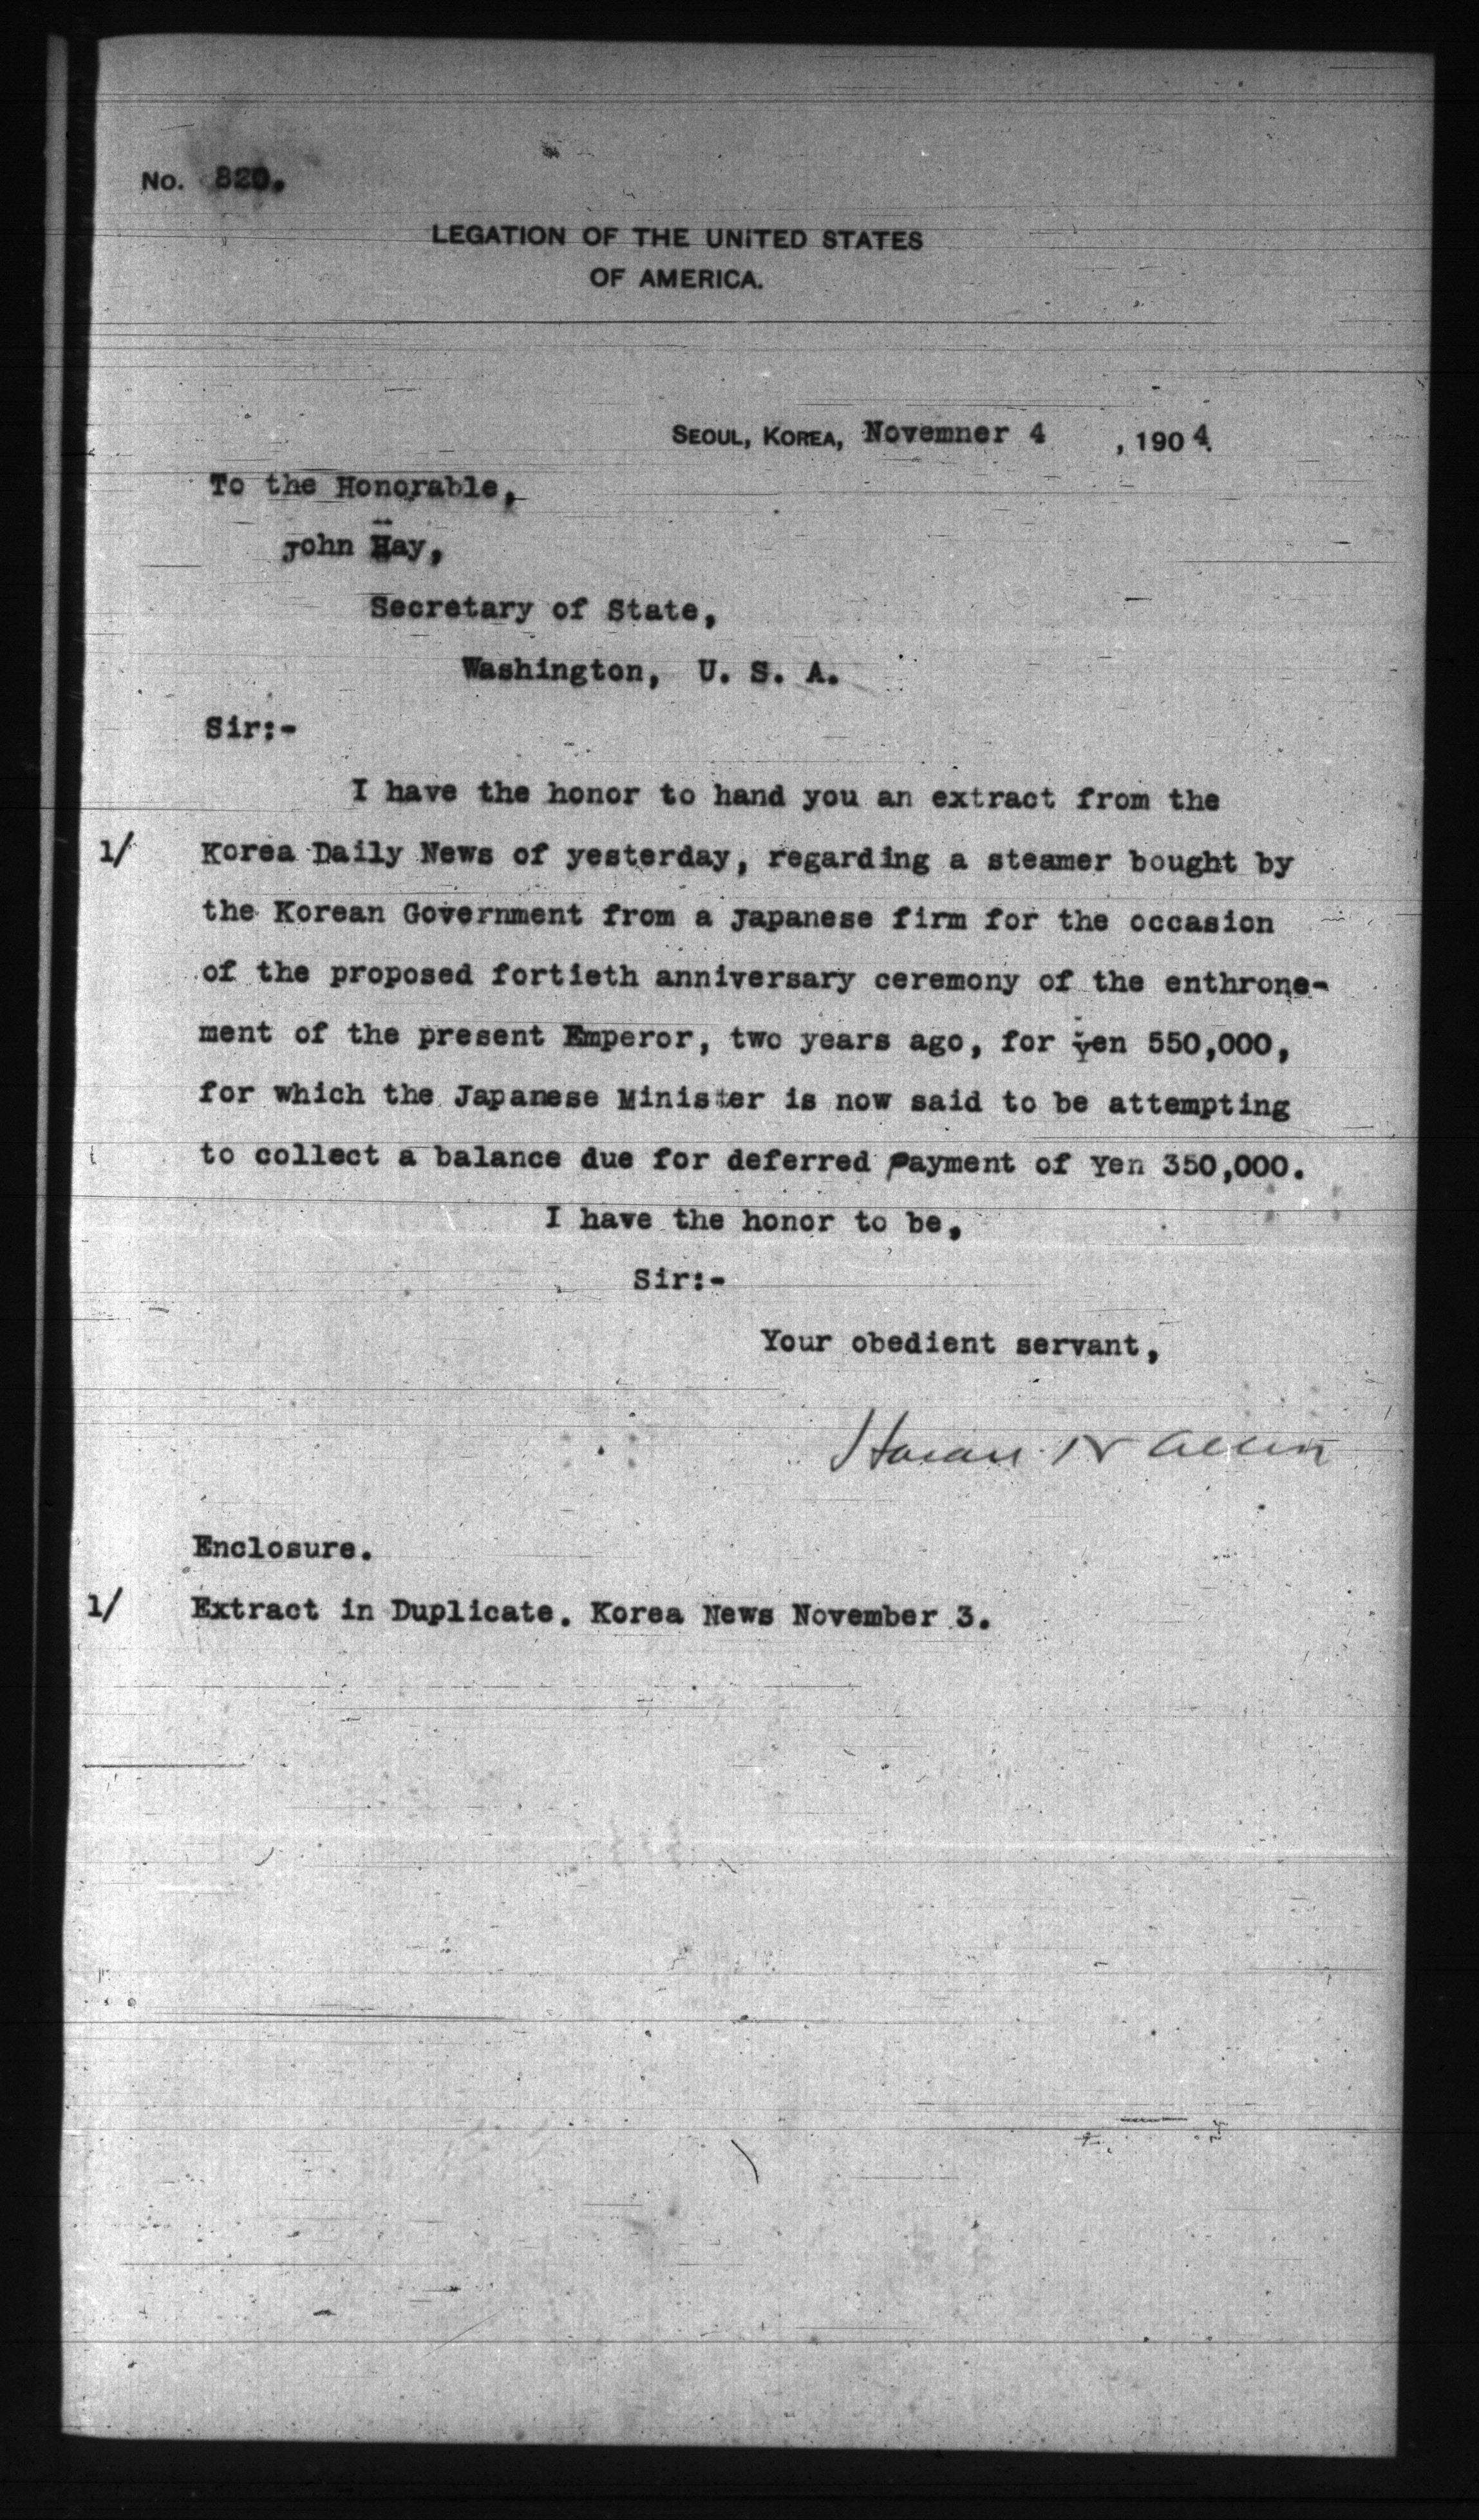 No. 820.
LEGATION OF THE UNITED STATES
OF AMERICA.
SEOUL, KOREA, Novemner 4 , 1904.
To the Honorable,
John Hay,
Secretary of State,
Washington, U. S. A.
Sir:-
I have the honor to hand you an extract from the
1/ Korea Daily News of yesterday, regarding a steamer bought by
the Korean Government from a Japanese firm for the occasion
of the proposed fortieth anniversary ceremony of the enthrone-
ment of the present Emperor, two years ago, for Yen 550,000,
for which the Japanese Minister is now said to be attempting
to collect a balance due for deferred payment of Yen 350,000.
I have the honor to be,
Sir:-
Your obedient servant,
Horace N Allen
Enclosure.
1/ Extract in Duplicate. Korea News November 3.